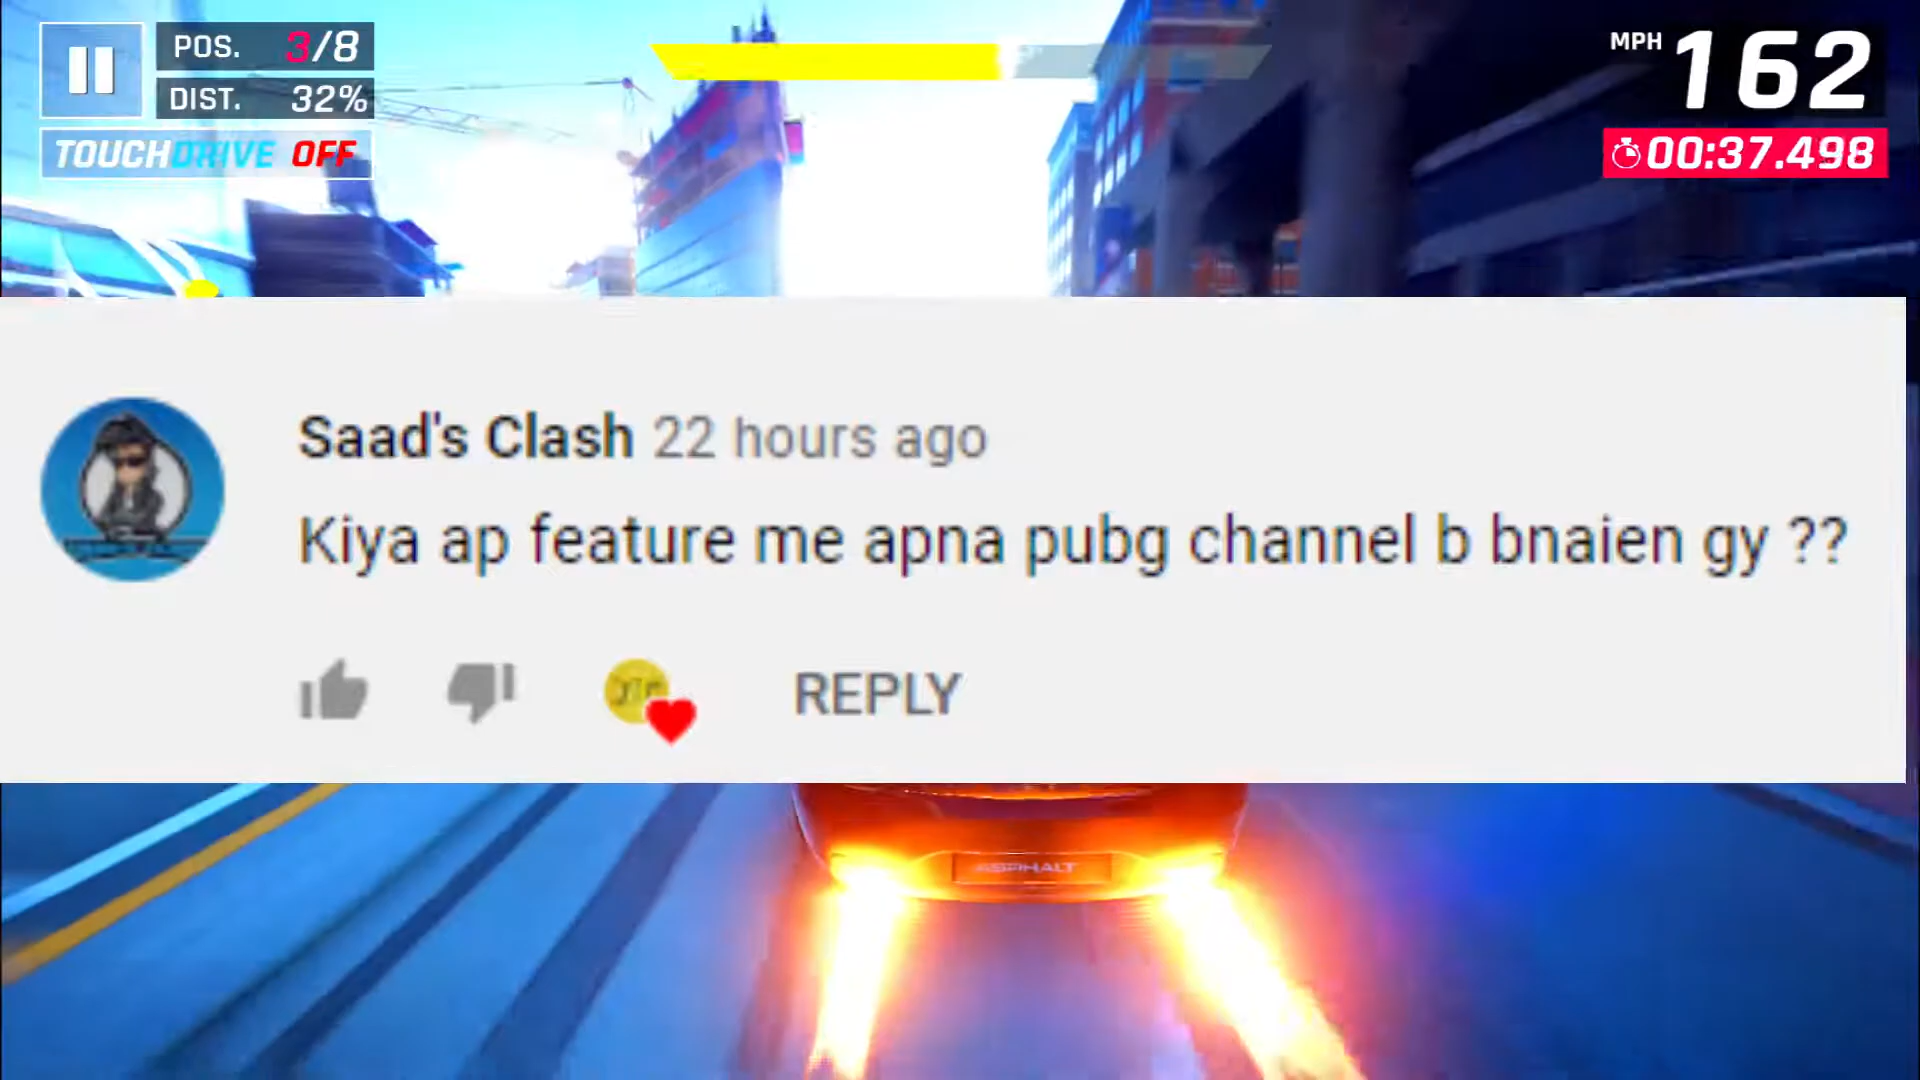 POS. 3/8
DIST. 32%
TOUCHDRIVE OFF
MPH 162
00:37.498
Saad's Clash 22 hours ago
Kiya ap feature me apna pubg channel b bnaien gy ??
REPLY
ASPHALT